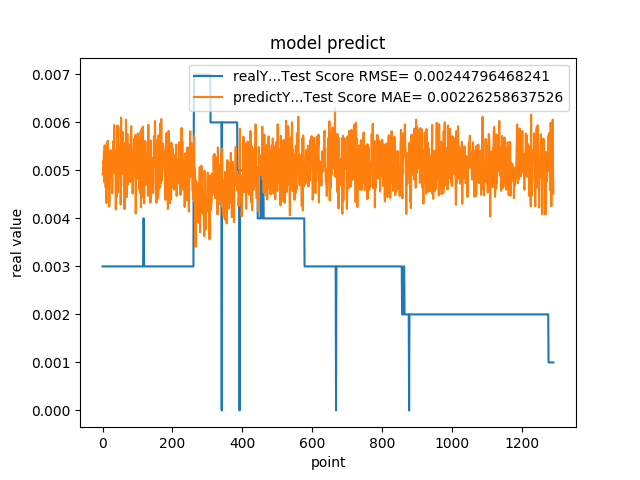 model predict
realY...Test Score RMSE= 0.00244796468241
predictY...Test Score MAE= 0.00226258637526
0.007
0.006
0.005
0.004
0.003
0.002
0.001
0.000
real value
0 200 400 600 800 1000 1200
point